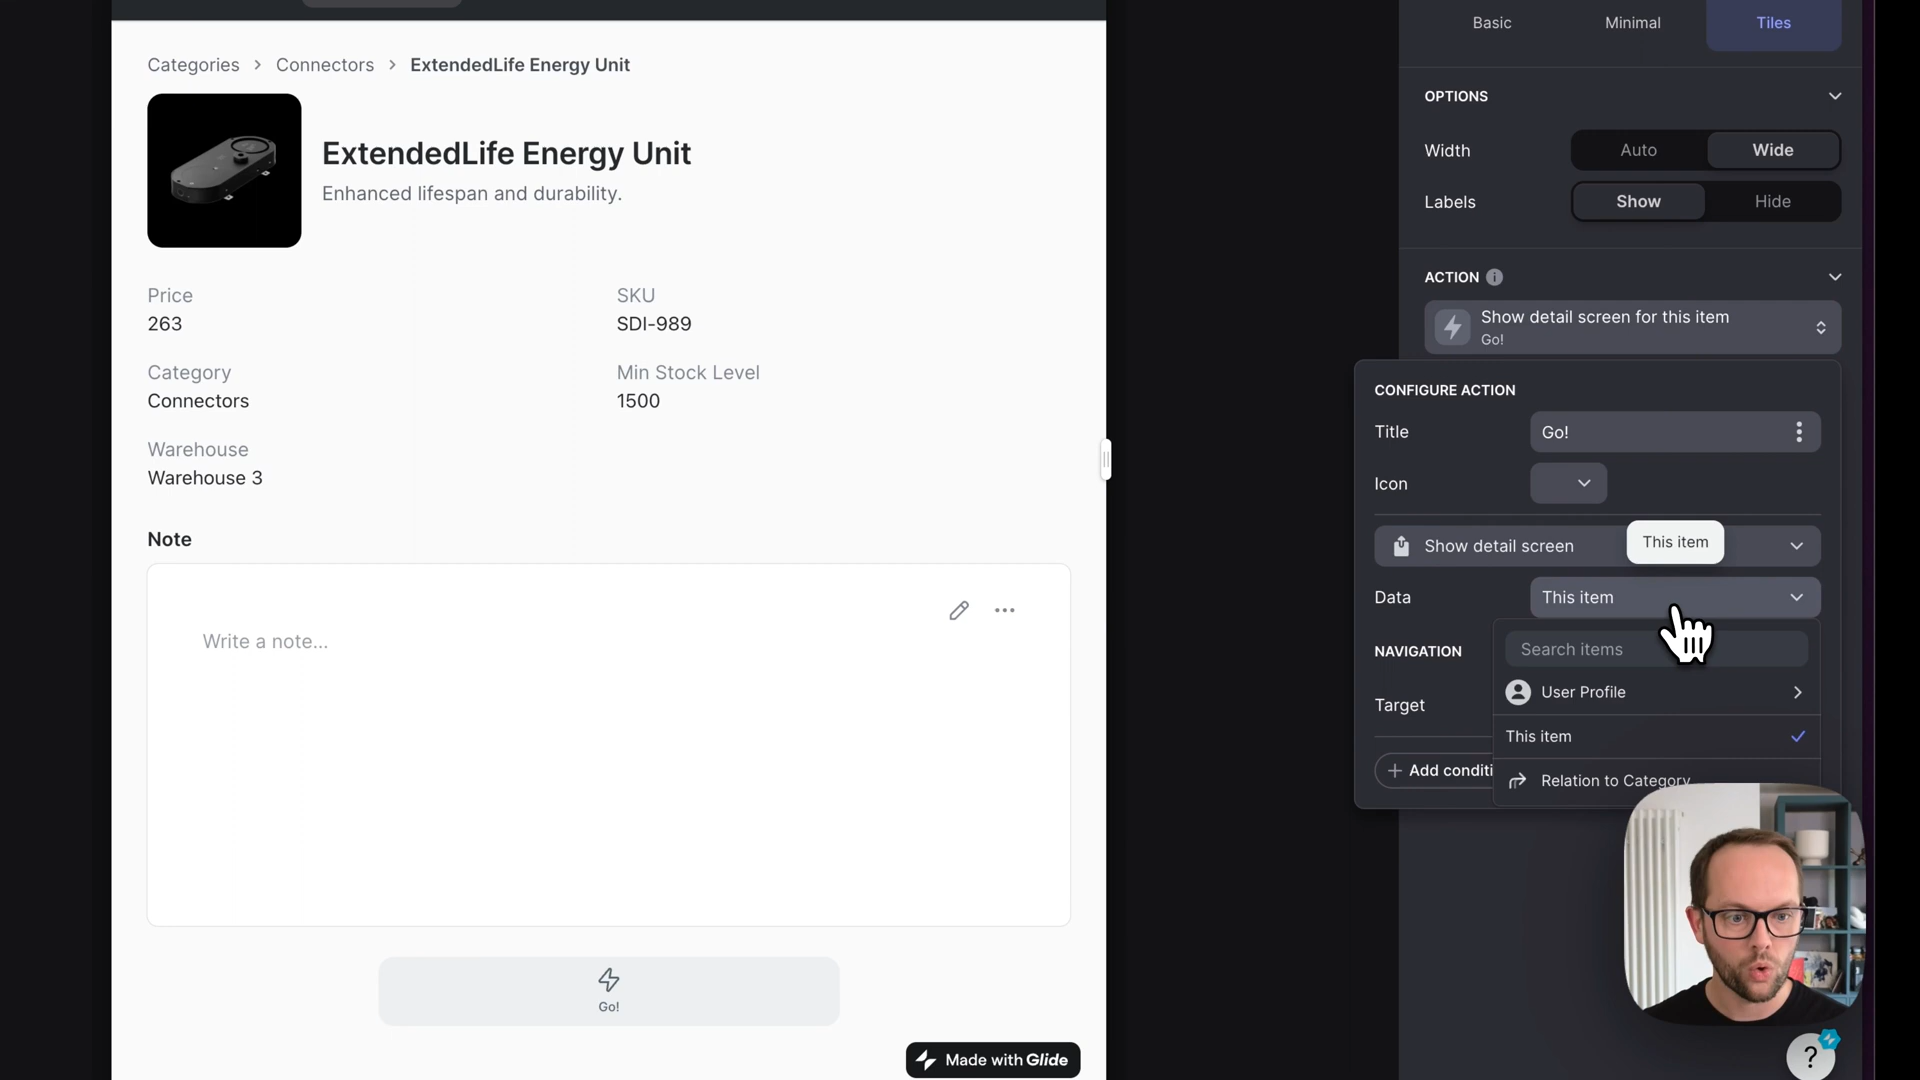 Basic
Minimal
Tiles
Categories > Connectors > ExtendedLife Energy Unit
ExtendedLife Energy Unit
Enhanced lifespan and durability.
Price
263
SKU
SDI-989
Category
Connectors
Min Stock Level
1500
Warehouse
Warehouse 3
Note
Write a note...
Go!
Made with Glide
OPTIONS
Width
Auto
Wide
Labels
Show
Hide
ACTION
Show detail screen for this item
Go!
CONFIGURE ACTION
Title
Go!
Icon
Show detail screen
This item
Data
This item
NAVIGATION
Search items
User Profile
Target
This item
+ Add conditi
Relation to Category
?